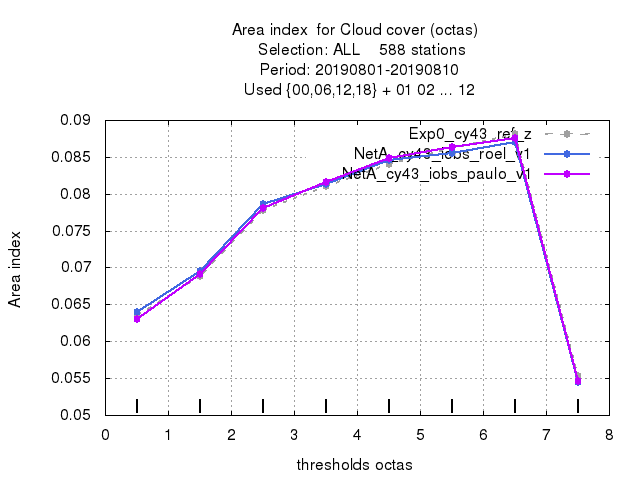 Area index  for Cloud cover (octas)
Selection: ALL    588 stations
Period: 20190801-20190810
Used {00,06,12,18} + 01 02 ... 12
0.09
0.085
0.08
0.075
0.07
0.065
0.06
0.055
0.05
Area index
Exp0_cy43_ref_z
NetA_cy43_iobs_roel_v1
NetA_cy43_iobs_paulo_v1
0 1 2 3 4 5 6 7 8
thresholds octas